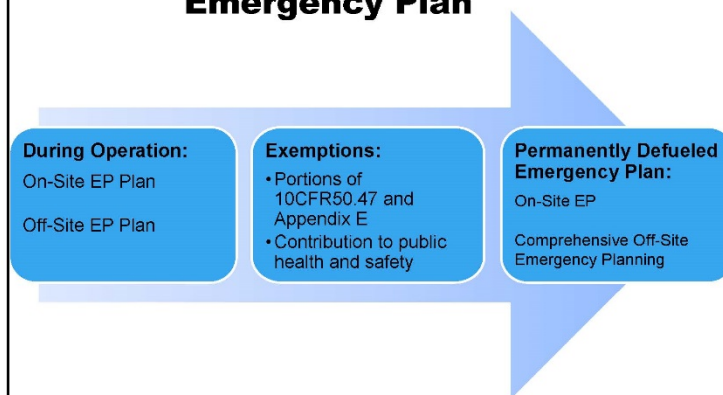 Emergency Plan
During Operation:
On-Site EP Plan
Off-Site EP Plan
Exemptions:
•Portions of
10CFR50.47 and
Appendix E
•Contribution to public
health and safety
Permanently Defueled
Emergency Plan:
On-Site EP
Comprehensive Off-Site
Emergency Planning